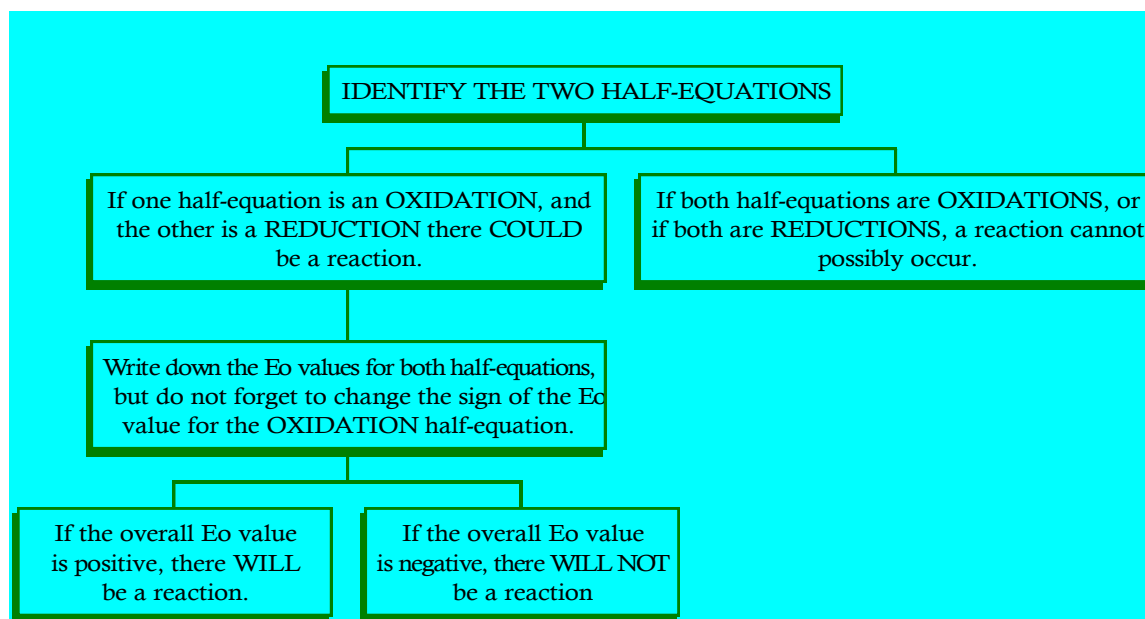 IDENTIFY THE TWO HALF-EQUATIONS
If one half-equation is an OXIDATION, and
the other is a REDUCTION there COULD
be a reaction.
If both half-equations are OXIDATIONS, or
if both are REDUCTIONS, a reaction cannot
possibly occur.
Write down the Eo values for both half-equations,
but do not forget to change the sign of the Eo
value for the OXIDATION half-equation.
If the overall Eo value
is positive, there WILL
be a reaction.
If the overall Eo value
is negative, there WILL NOT
be a reaction